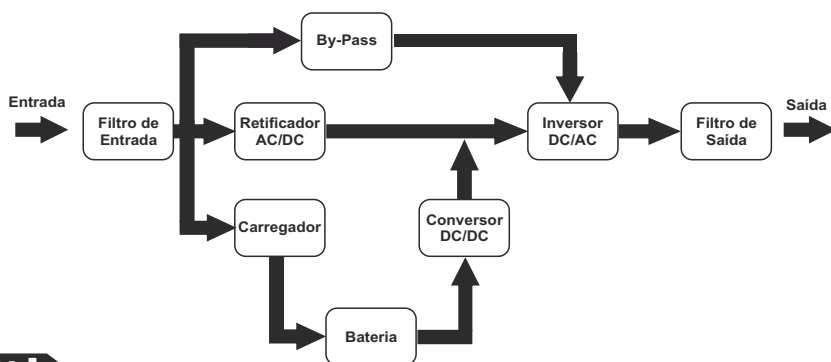 By-Pass
Entrada
Filtro de
Entrada
Retificador
AC/DC
Inversor
DC/AC
Filtro de
Saída
Saída
Carregador
Conversor
DC/DC
Bateria